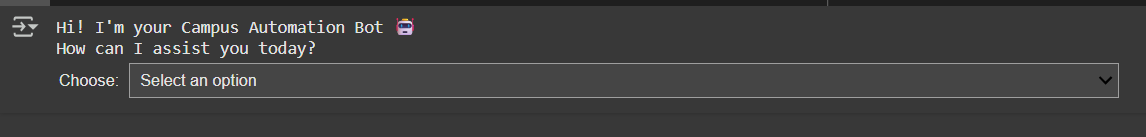 Hi! I'm your Campus Automation Bot 🤖
How can I assist you today?
Choose: Select an option